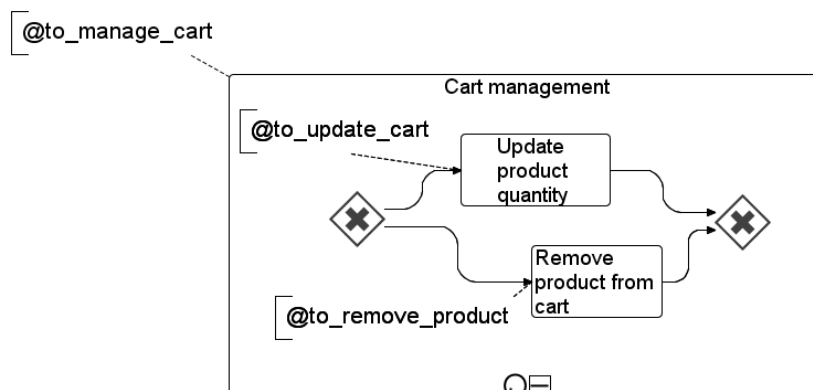 @to_manage_cart
Cart management
@to_update_cart
Update
product
quantity
Remove
product from
cart
@to_remove_product